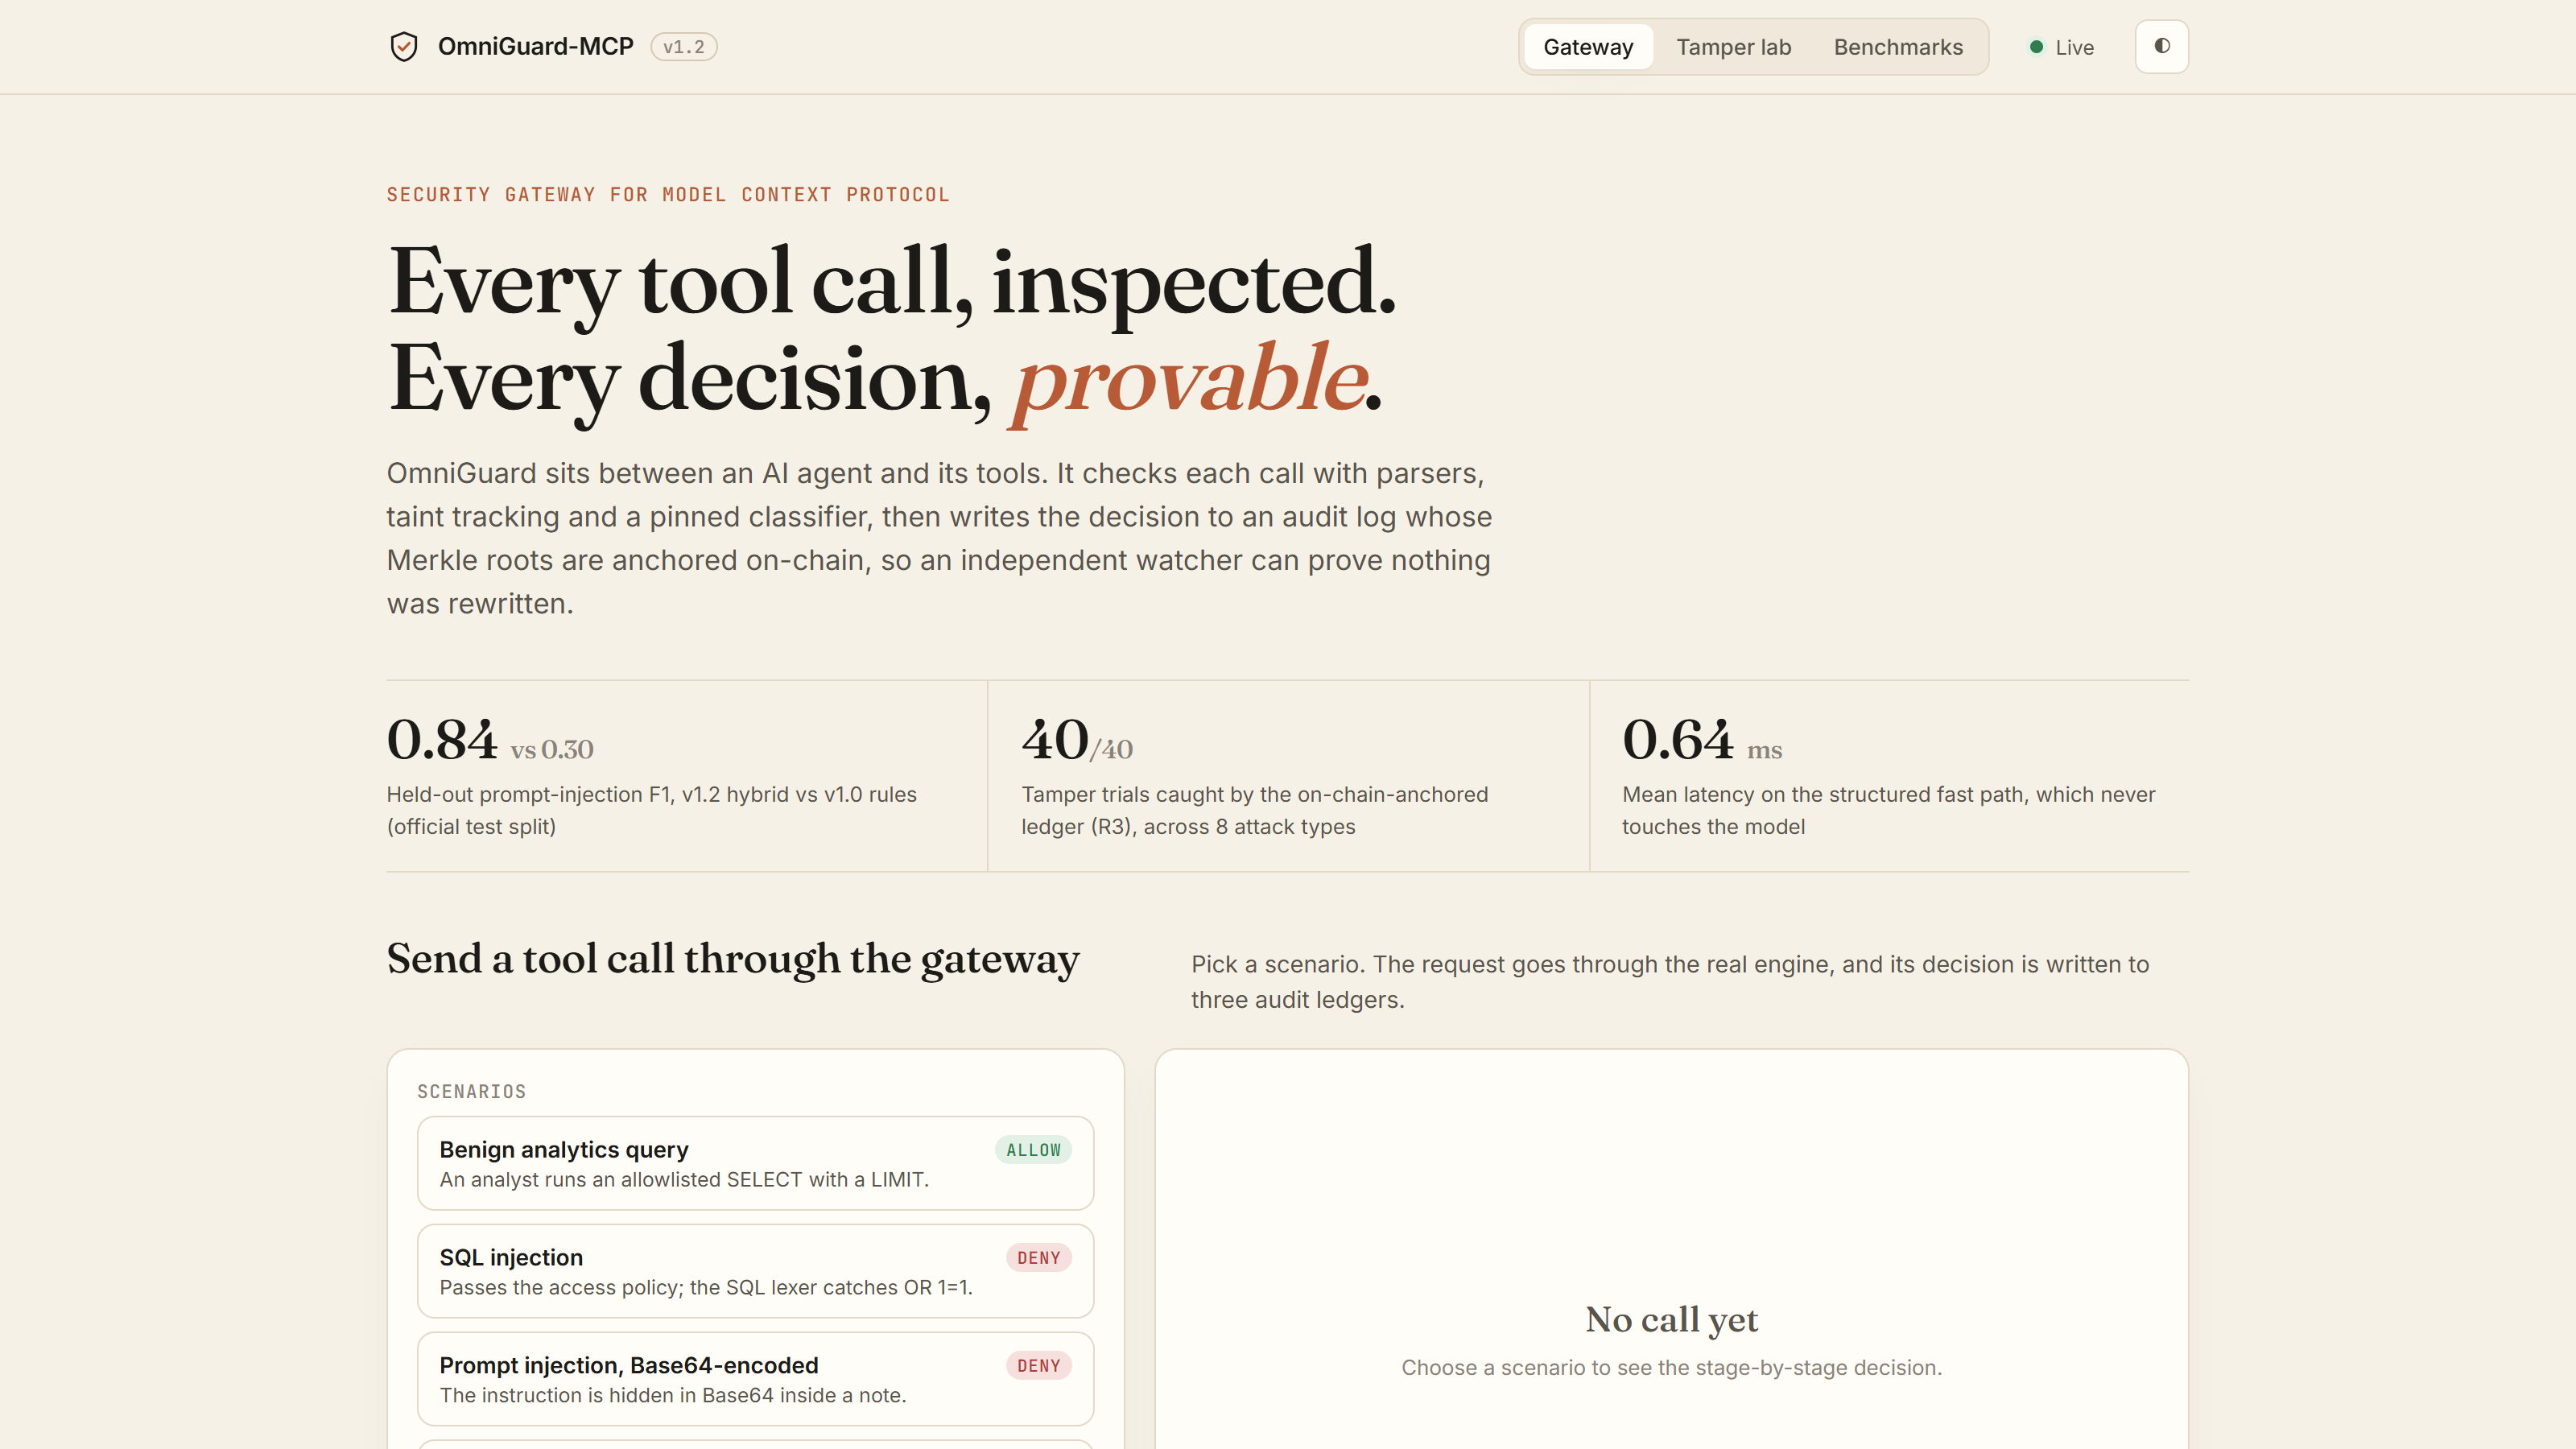 OmniGuard-MCP v1.2
Gateway Tamper lab Benchmarks Live
SECURITY GATEWAY FOR MODEL CONTEXT PROTOCOL
Every tool call, inspected.
Every decision, provable.
OmniGuard sits between an AI agent and its tools. It checks each call with parsers,
taint tracking and a pinned classifier, then writes the decision to an audit log whose
Merkle roots are anchored on-chain, so an independent watcher can prove nothing
was rewritten.
0.84 vs 0.30
Held-out prompt-injection F1, v1.2 hybrid vs v1.0 rules
(official test split)
40/40
Tamper trials caught by the on-chain-anchored
ledger (R3), across 8 attack types
0.64 ms
Mean latency on the structured fast path, which never
touches the model
Send a tool call through the gateway
Pick a scenario. The request goes through the real engine, and its decision is written to
three audit ledgers.
SCENARIOS
Benign analytics query ALLOW
An analyst runs an allowlisted SELECT with a LIMIT.
SQL injection DENY
Passes the access policy; the SQL lexer catches OR 1=1.
Prompt injection, Base64-encoded DENY
The instruction is hidden in Base64 inside a note.
No call yet
Choose a scenario to see the stage-by-stage decision.